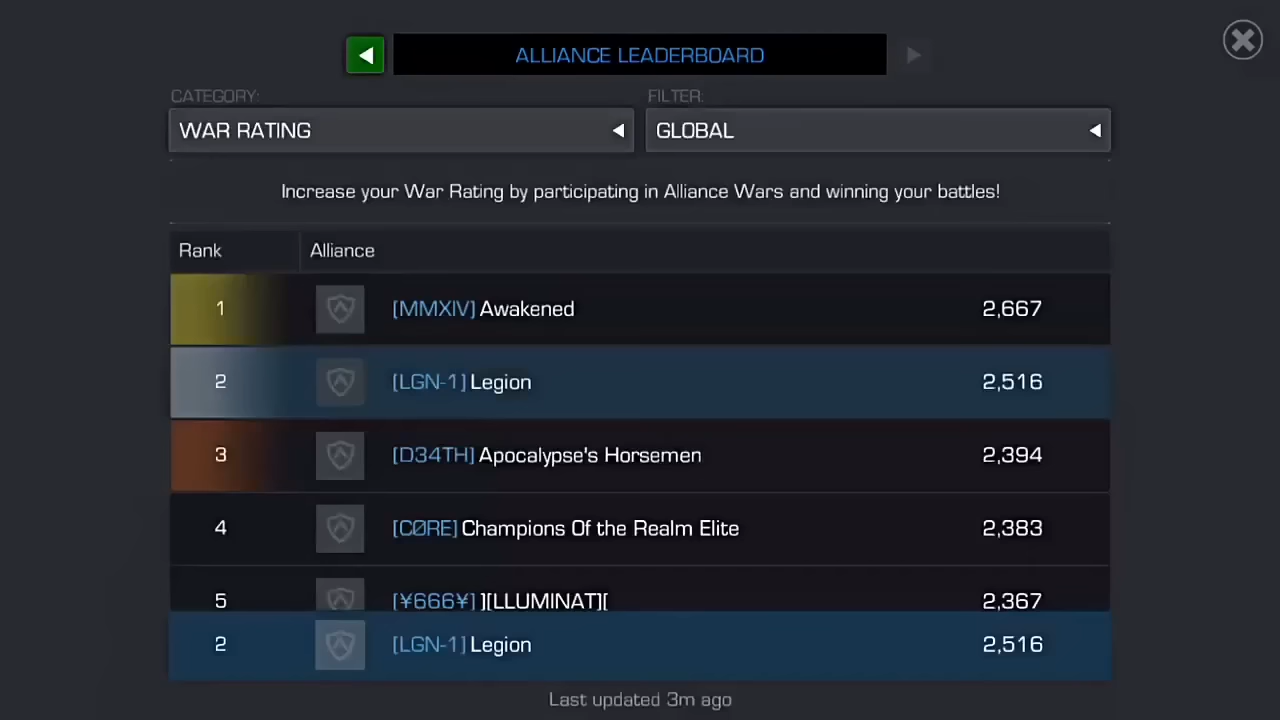 ALLIANCE LEADERBOARD
CATEGORY: FILTER:
WAR RATING GLOBAL
Increase your War Rating by participating in Alliance Wars and winning your battles!
Rank Alliance
1 [MMXIV] Awakened 2,667
2 [LGN-1] Legion 2,516
3 [D34TH] Apocalypse's Horsemen 2,394
4 [CØRE] Champions Of the Realm Elite 2,383
5 [¥666¥] ][LLUMINAT][ 2,367
2 [LGN-1] Legion 2,516
Last updated 3m ago